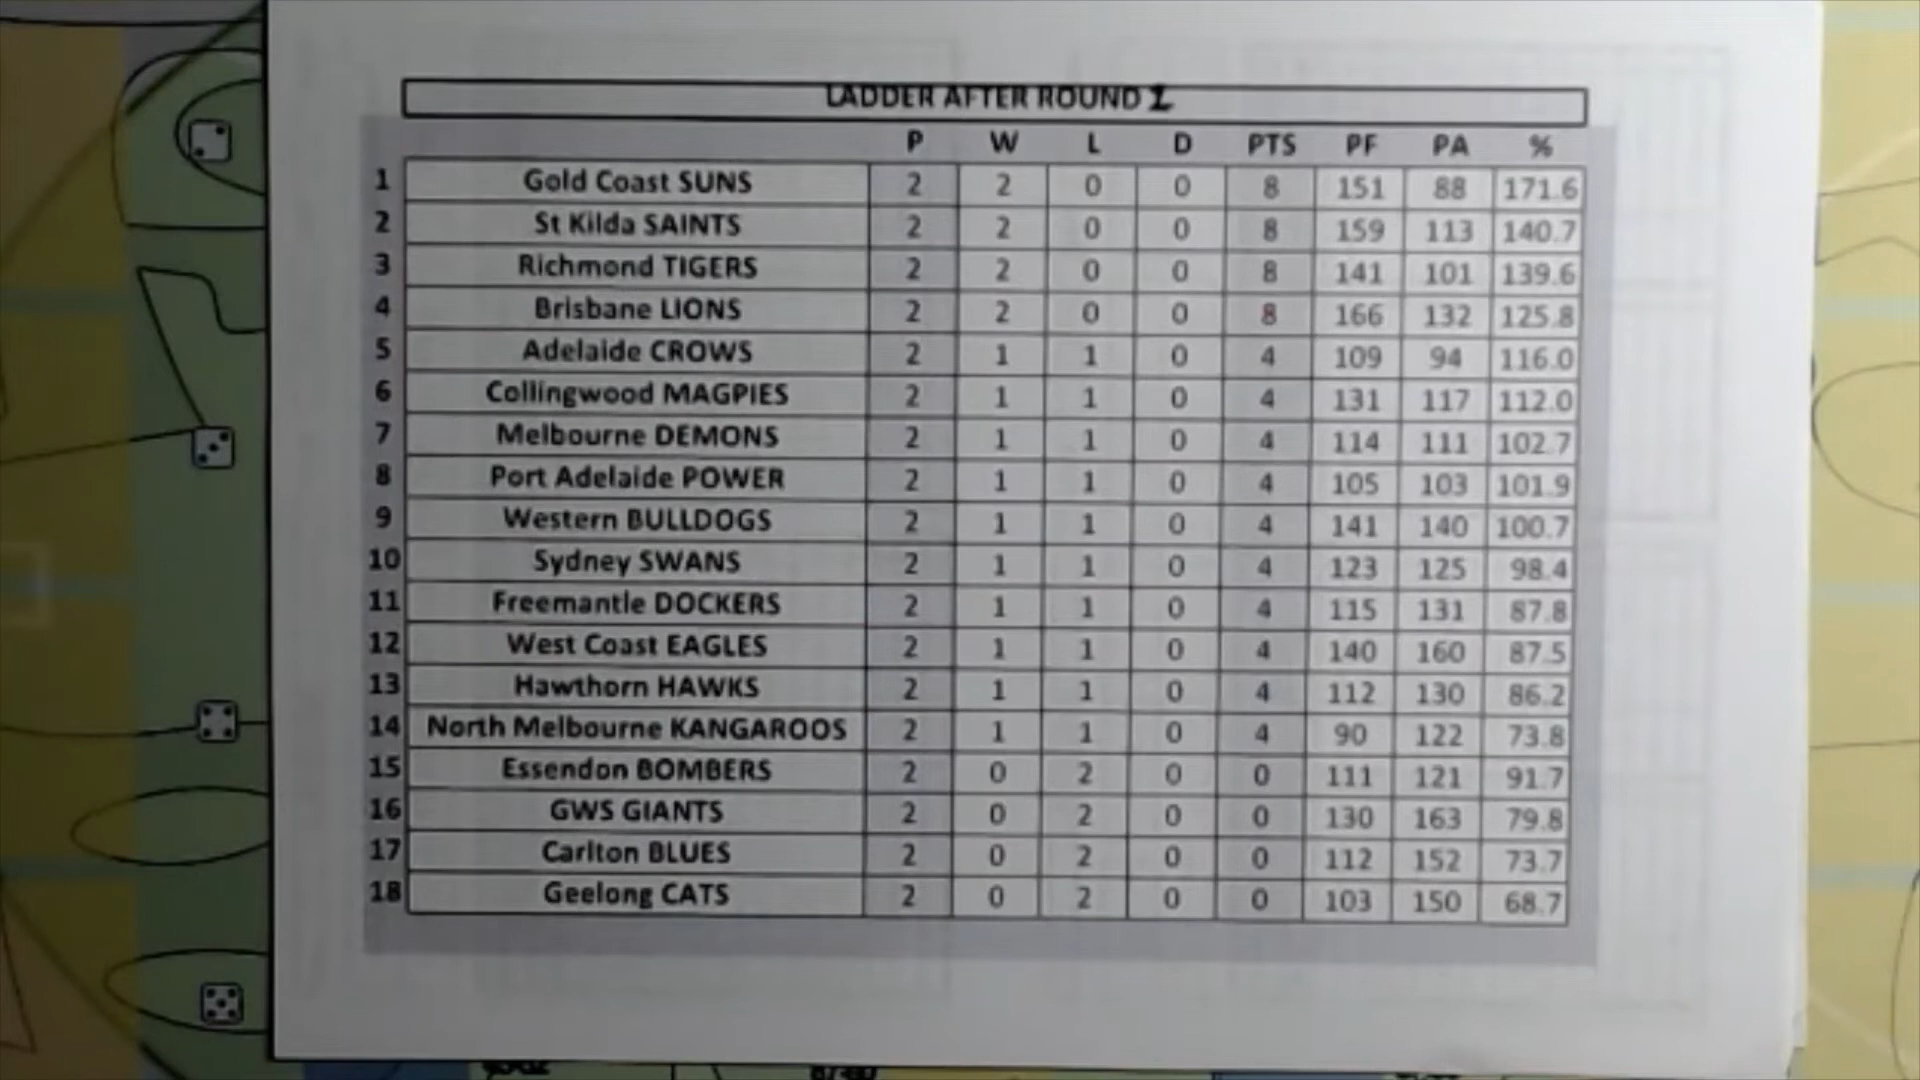 LADDER AFTER ROUND 2
P W L D PTS PF PA %
1 Gold Coast SUNS 2 2 0 0 8 151 88 171.6
2 St Kilda SAINTS 2 2 0 0 8 159 113 140.7
3 Richmond TIGERS 2 2 0 0 8 141 101 139.6
4 Brisbane LIONS 2 2 0 0 8 166 132 125.8
5 Adelaide CROWS 2 1 1 0 4 109 94 116.0
6 Collingwood MAGPIES 2 1 1 0 4 131 117 112.0
7 Melbourne DEMONS 2 1 1 0 4 114 111 102.7
8 Port Adelaide POWER 2 1 1 0 4 105 103 101.9
9 Western BULLDOGS 2 1 1 0 4 141 140 100.7
10 Sydney SWANS 2 1 1 0 4 123 125 98.4
11 Freemantle DOCKERS 2 1 1 0 4 115 131 87.8
12 West Coast EAGLES 2 1 1 0 4 140 160 87.5
13 Hawthorn HAWKS 2 1 1 0 4 112 130 86.2
14 North Melbourne KANGAROOS 2 1 1 0 4 90 122 73.8
15 Essendon BOMBERS 2 0 2 0 0 111 121 91.7
16 GWS GIANTS 2 0 2 0 0 130 163 79.8
17 Carlton BLUES 2 0 2 0 0 112 152 73.7
18 Geelong CATS 2 0 2 0 0 103 150 68.7